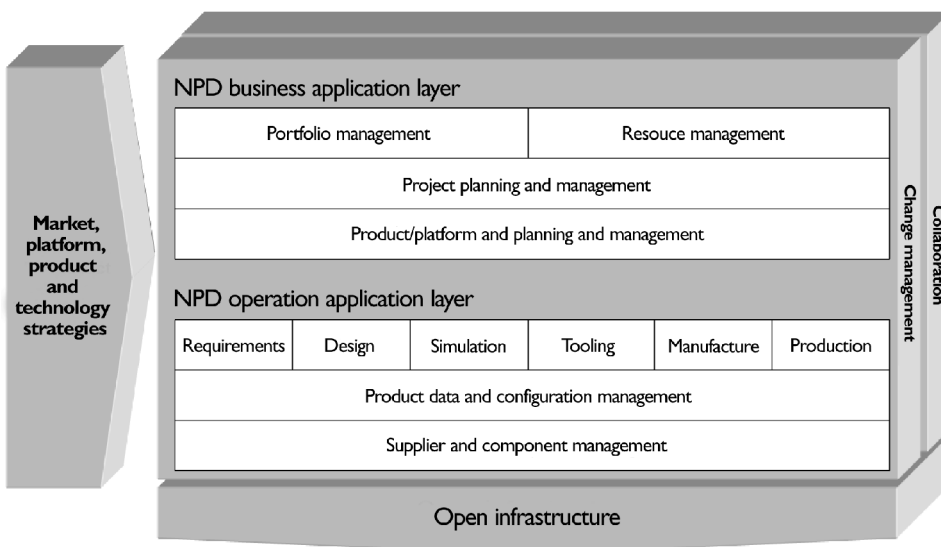 Market,
platform,
product
and
technology
strategies
NPD business application layer
Portfolio management
Resouce management
Project planning and management
Product/platform and planning and management
NPD operation application layer
Requirements
Design
Simulation
Tooling
Manufacture
Production
Product data and configuration management
Supplier and component management
Change management
Collaboration
Open infrastructure